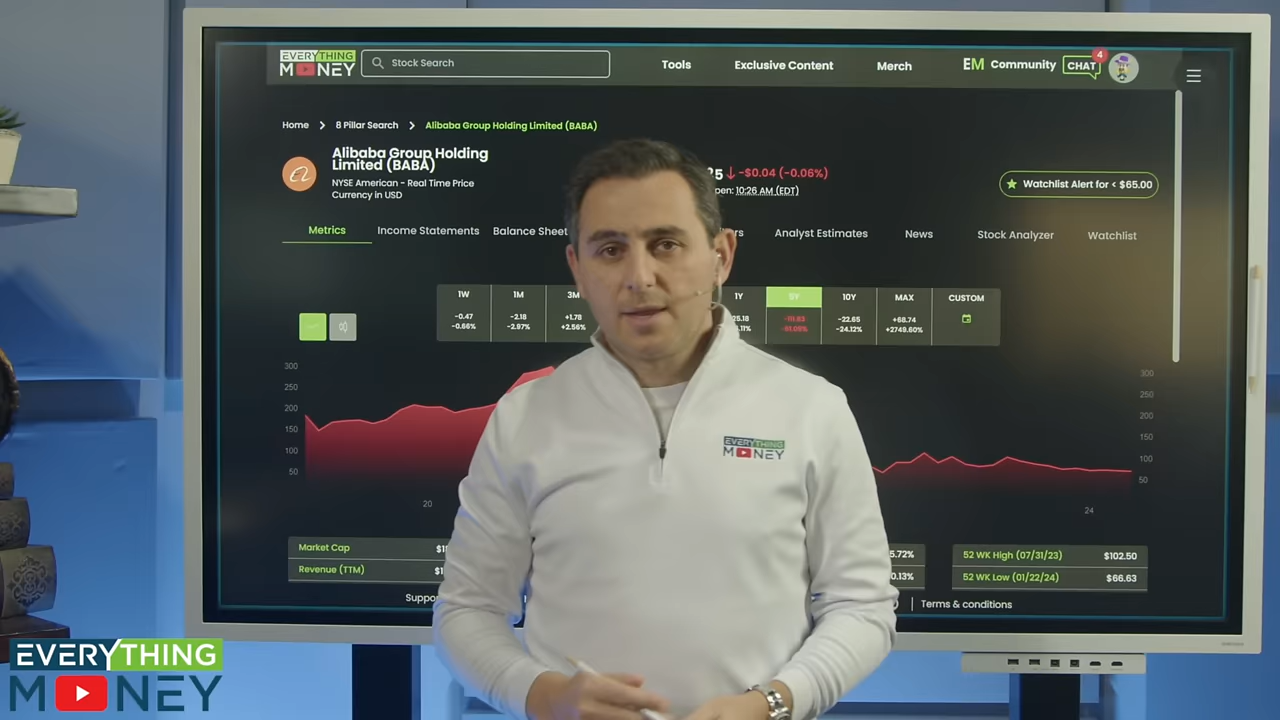 EVERYTHING
MONEY
Stock Search
Tools
Exclusive Content
Merch
EM Community
CHAT
4
Home > 8 Pillar Search > Alibaba Group Holding Limited (BABA)
Alibaba Group Holding
Limited (BABA)
NYSE American - Real Time Price
Currency in USD
5 ↓ -$0.04 (-0.06%)
10:26 AM (EDT)
Watchlist Alert for < $65.00
Metrics
Income Statements
Balance Sheet
Analyst Estimates
News
Stock Analyzer
Watchlist
1W
-0.47
-0.66%
1M
-2.18
-2.97%
3M
+1.78
+2.56%
1Y
5Y
10Y
-22.65
-24.12%
MAX
+68.74
+2749.60%
CUSTOM
300
250
200
150
100
50
20
300
250
200
150
100
50
24
Market Cap
Revenue (TTM)
5.72%
0.13%
52 WK High (07/31/23) $102.50
52 WK Low (01/22/24) $66.63
Terms & conditions
EVERYTHING
MONEY
EVERYTHING
MONEY